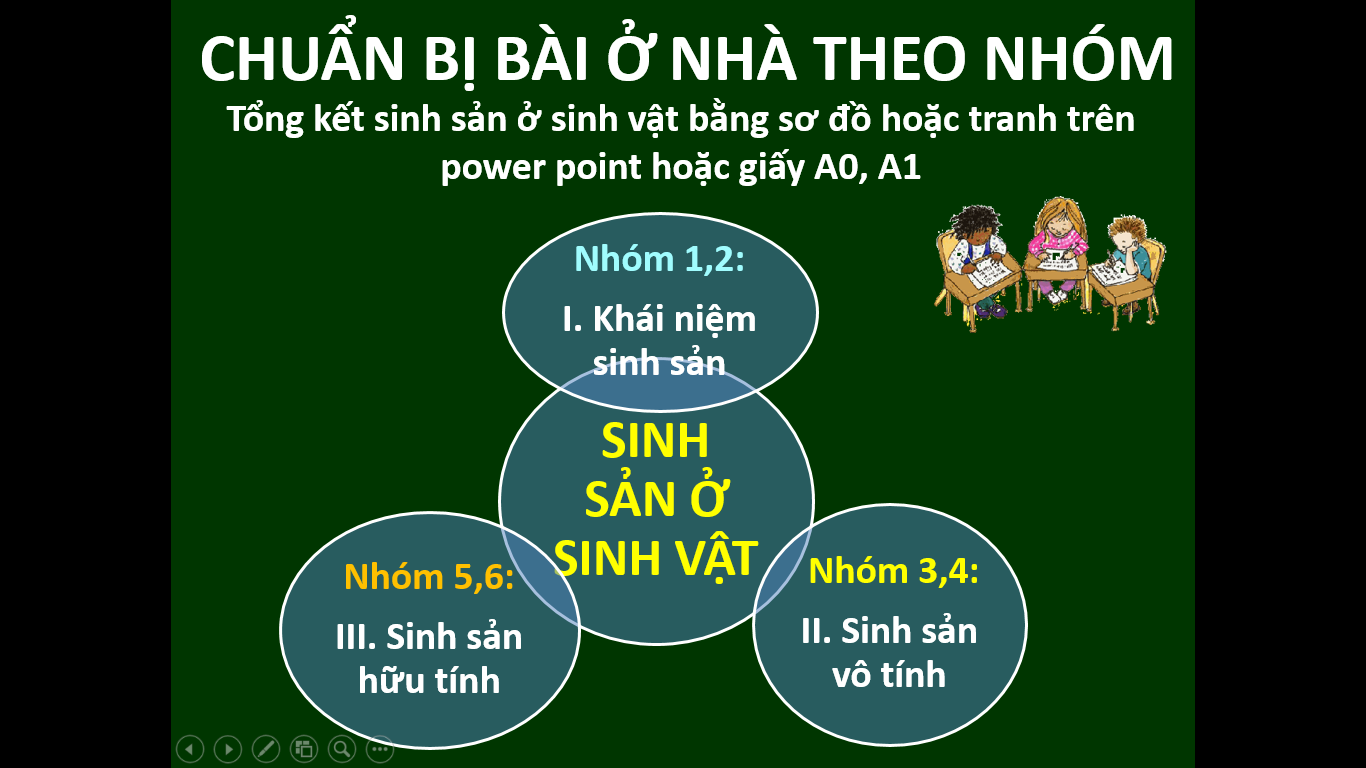 CHUẨN BỊ BÀI Ở NHÀ THEO NHÓM
Tổng kết sinh sản ở sinh vật bằng sơ đồ hoặc tranh trên
power point hoặc giấy A0, A1
Nhóm 1,2:
I. Khái niệm
sinh sản
SINH
SẢN Ở
SINH VẬT
Nhóm 5,6:
III. Sinh sản
hữu tính
Nhóm 3,4:
II. Sinh sản
vô tính